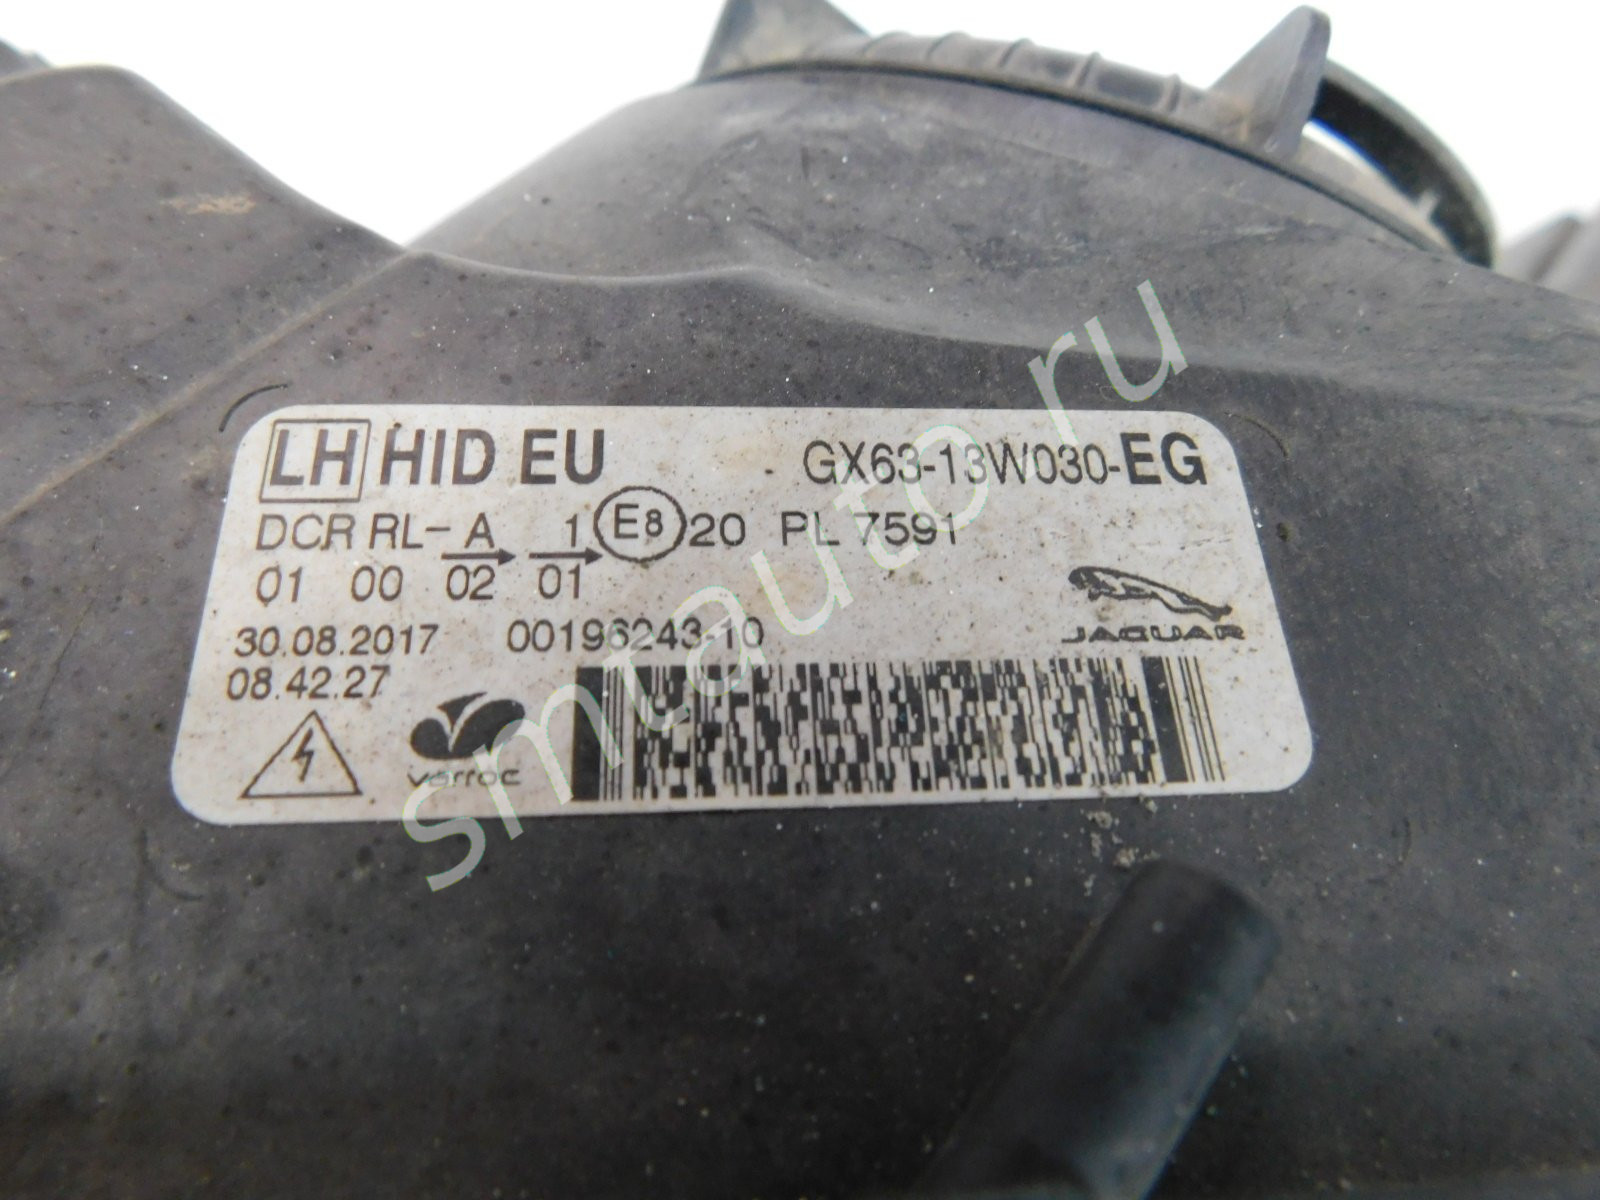 LH HID EU GX63-13W030-EG
DCR RL- A 1 E8 20 PL 7591
01 00 02 01
30.08.2017 00196243-10
08.42.27
JAGUAR
varroc
smtauto.ru